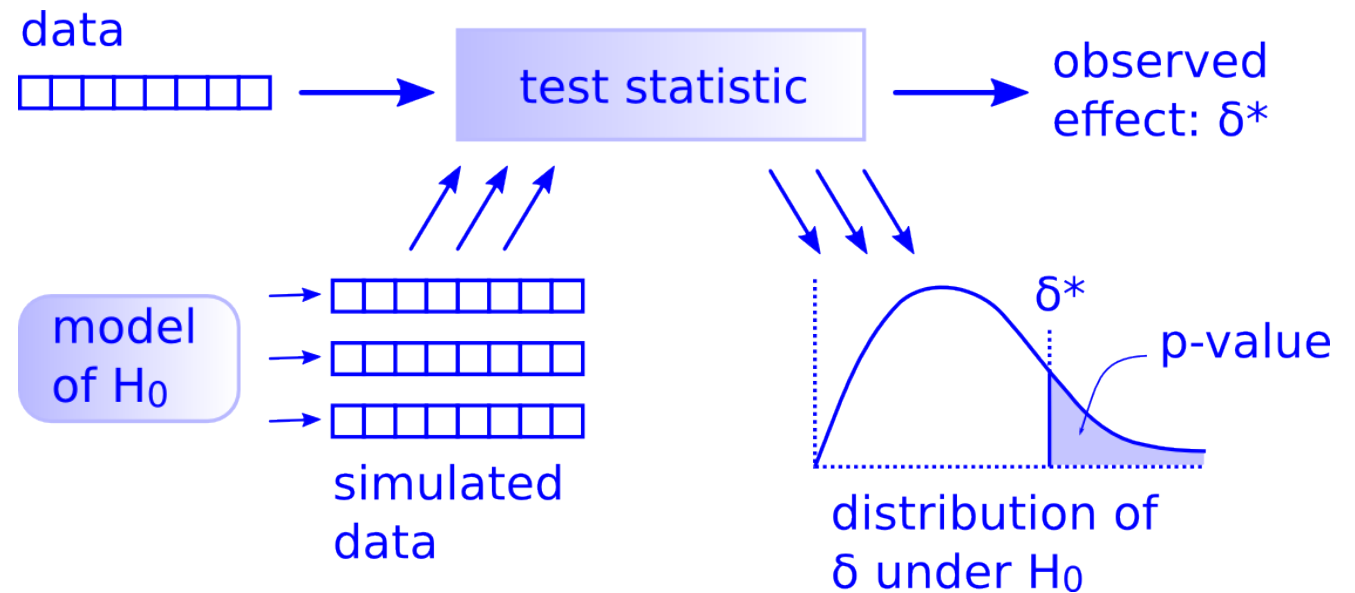 data
test statistic
observed
effect: δ*
model
of H₀
simulated
data
δ*
p-value
distribution of
δ under H₀